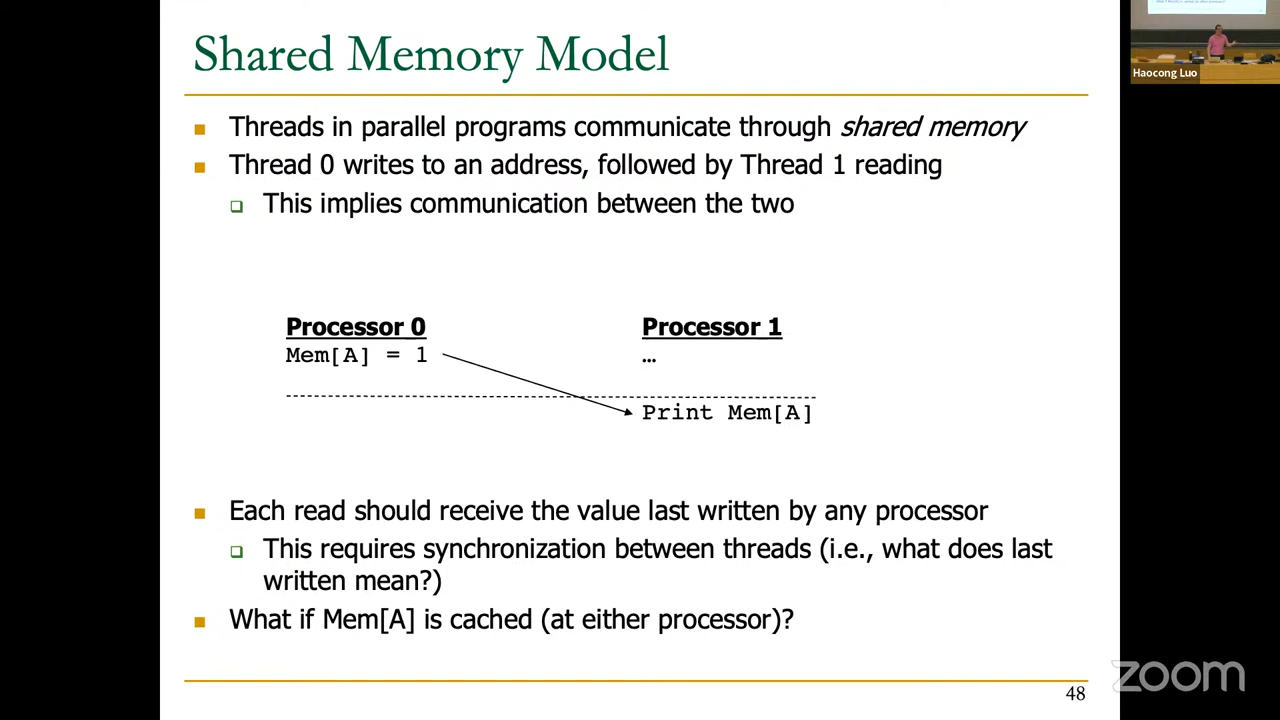 Shared Memory Model
Threads in parallel programs communicate through shared memory
Thread 0 writes to an address, followed by Thread 1 reading
This implies communication between the two
Processor 0
Processor 1
Mem[A] = 1
…
Print Mem[A]
Each read should receive the value last written by any processor
This requires synchronization between threads (i.e., what does last
written mean?)
What if Mem[A] is cached (at either processor)?
48
Haocong Luo
zoom